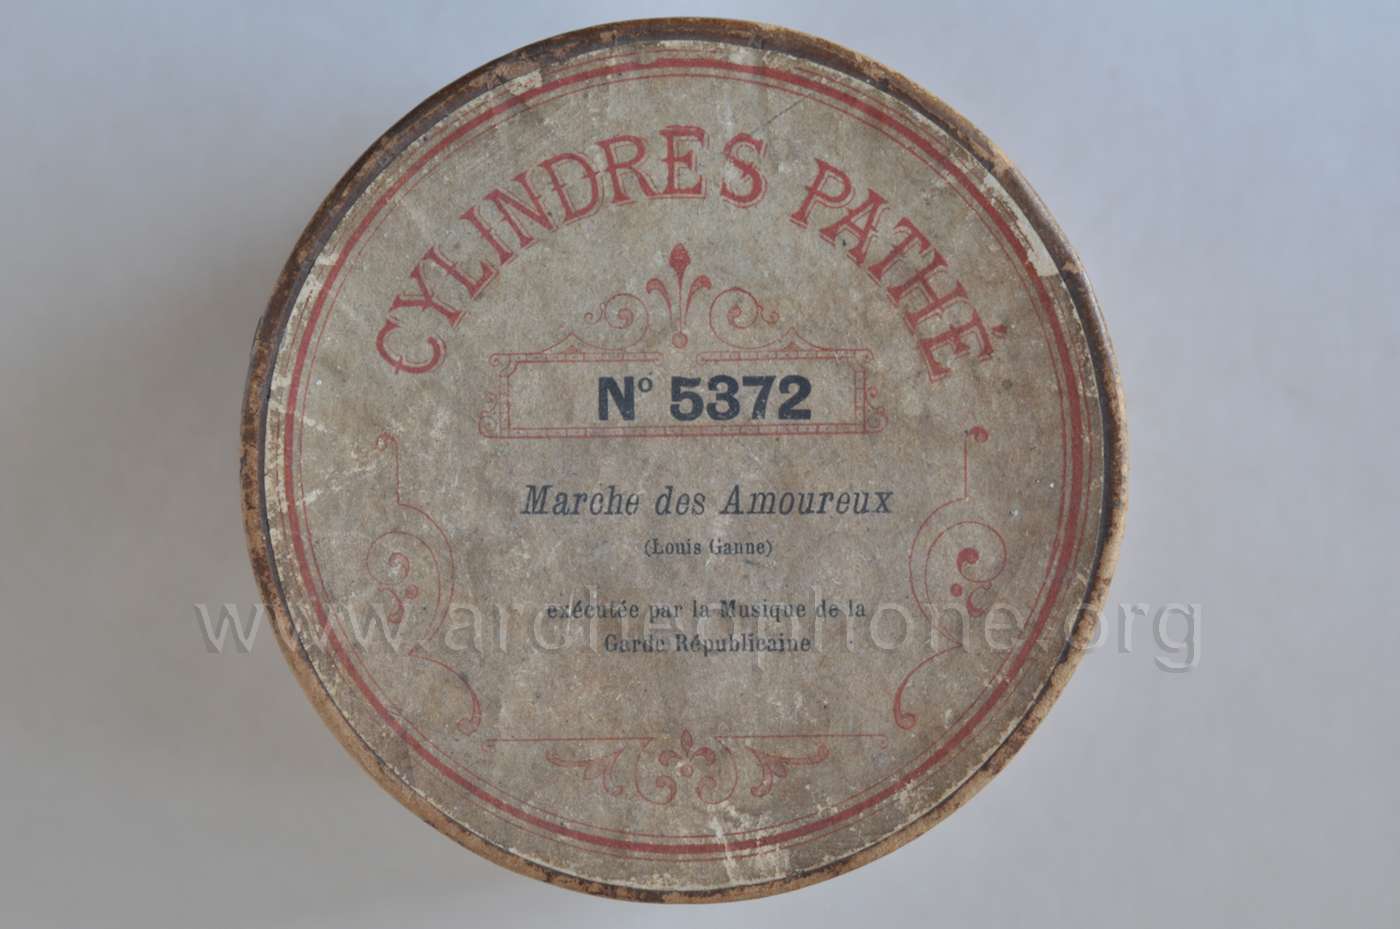 CYLINDRES PATHÉ
Nº 5372
Marche des Amoureux
(Louis Ganne)
exécutée par la Musique de la
Garde Républicaine
www.archeophone.org